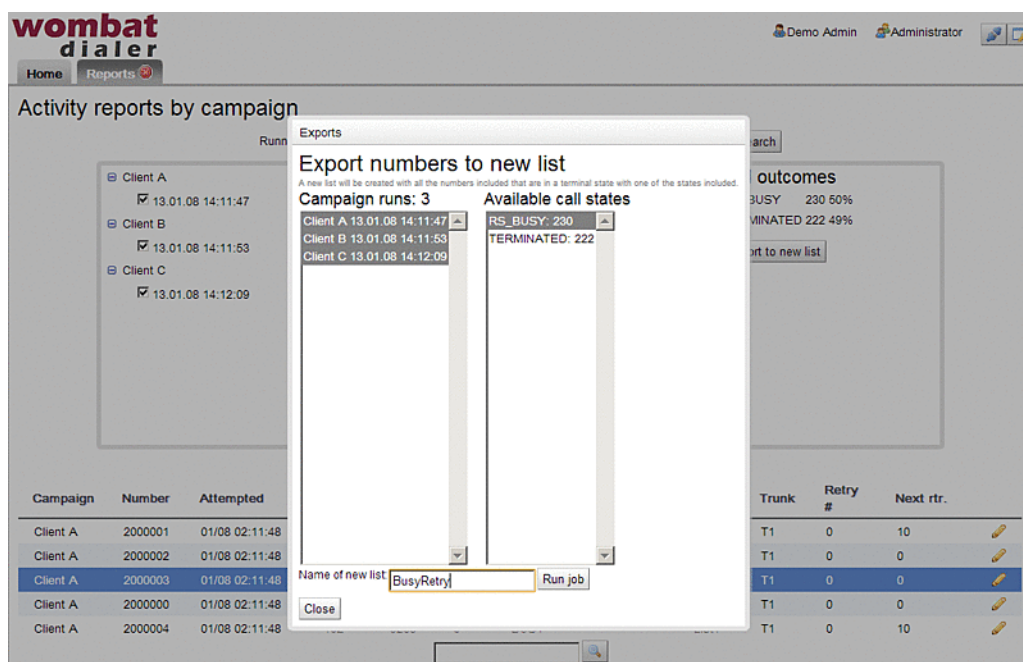 wombat
dialer
Demo Admin Administrator
Home Reports
Activity reports by campaign
Runn
arch
Client A
13.01.08 14:11:47
Client B
13.01.08 14:11:53
Client C
13.01.08 14:12:09
Exports
Export numbers to new list
A new list will be created with all the numbers included that are in a terminal state with one of the states included.
Campaign runs: 3 Available call states
Client A 13.01.08 14:11:47 RS_BUSY: 230
Client B 13.01.08 14:11:53 TERMINATED: 222
Client C 13.01.08 14:12:09
Name of new list: BusyRetry Run job
Close
outcomes
BUSY 230 50%
MINATED 222 49%
ort to new list
Campaign Number Attempted Trunk Retry # Next rtr.
Client A 2000001 01/08 02:11:48 T1 0 10
Client A 2000002 01/08 02:11:48 T1 0 0
Client A 2000003 01/08 02:11:48 T1 0 0
Client A 2000000 01/08 02:11:48 T1 0 0
Client A 2000004 01/08 02:11:48 T1 0 10